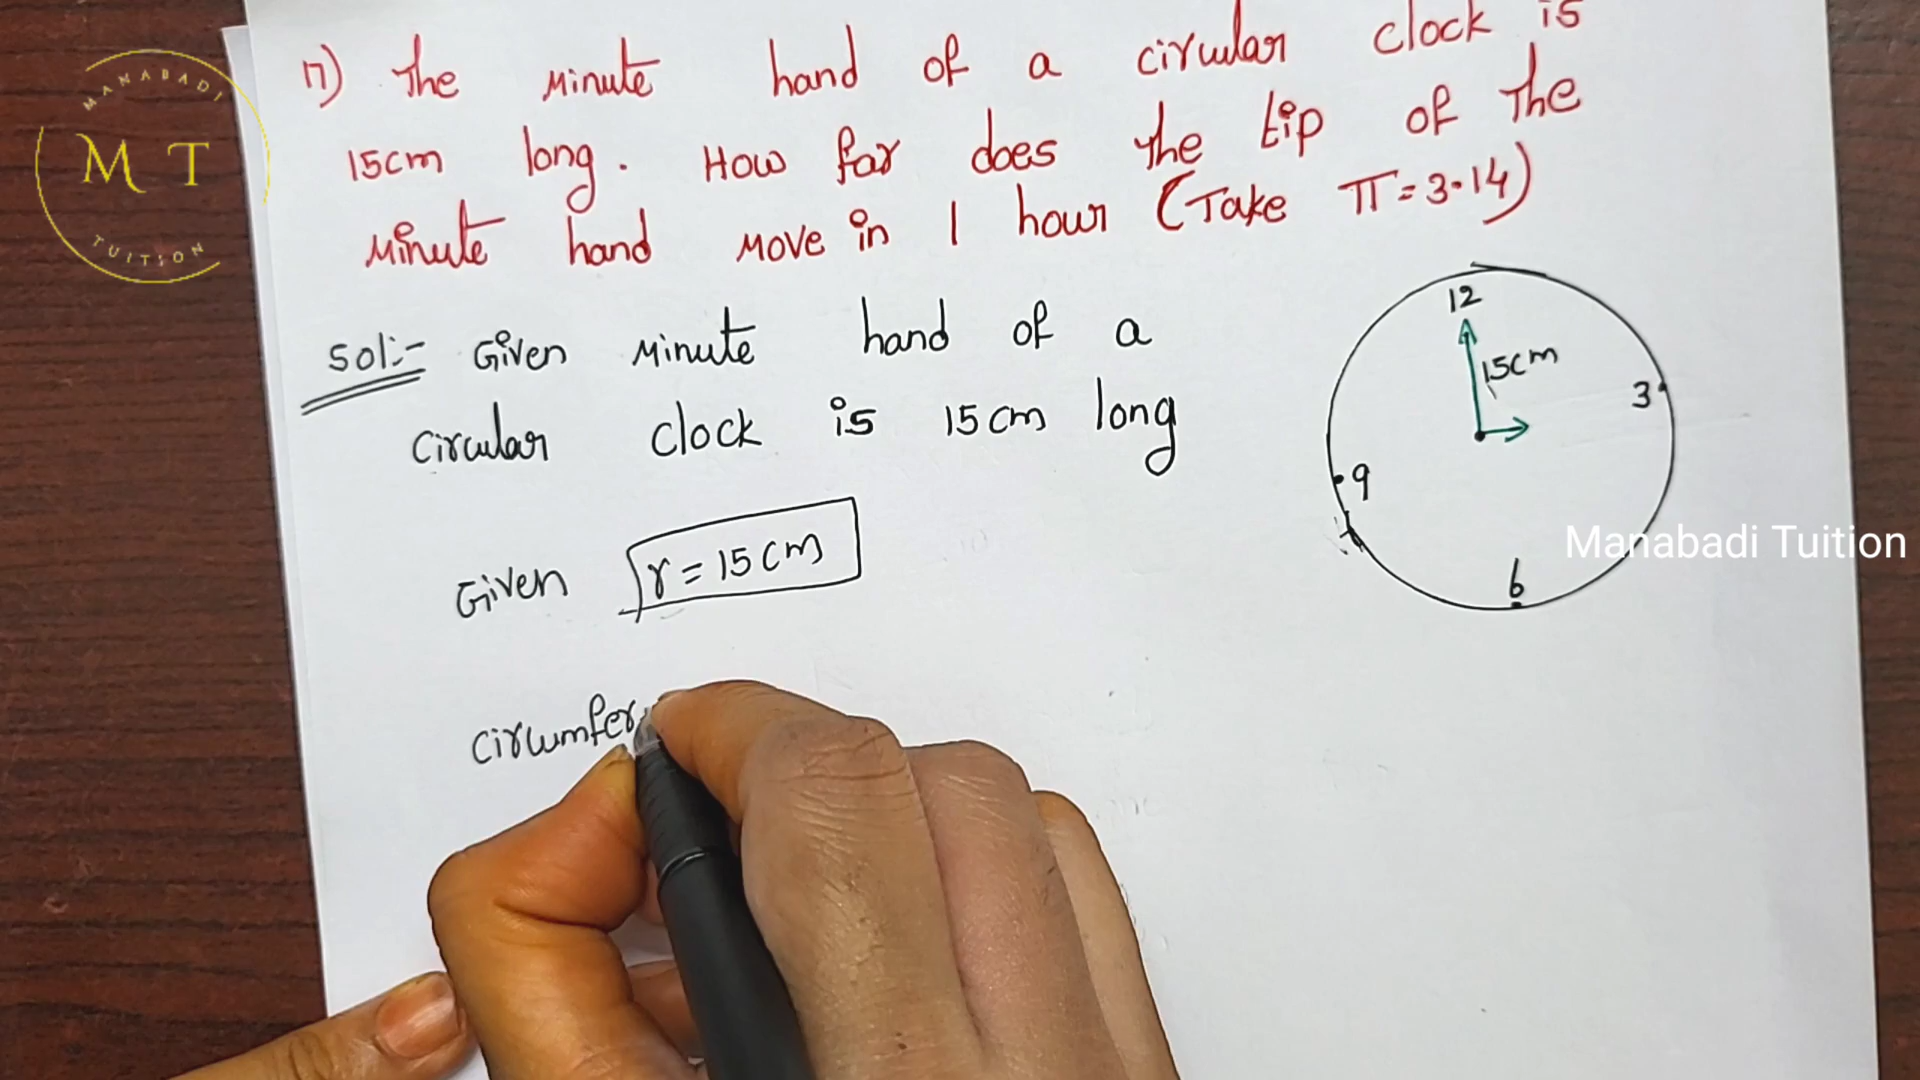 MANABADI
M T
TUITION
17) The minute hand of a circular clock is
15cm long. How far does the tip of the
minute hand move in 1 hour (Take π=3.14)
Sol:- Given minute hand of a
circular clock is 15cm long
Given r=15cm
circumfer
12
15cm
3
9
6
Manabadi Tuition